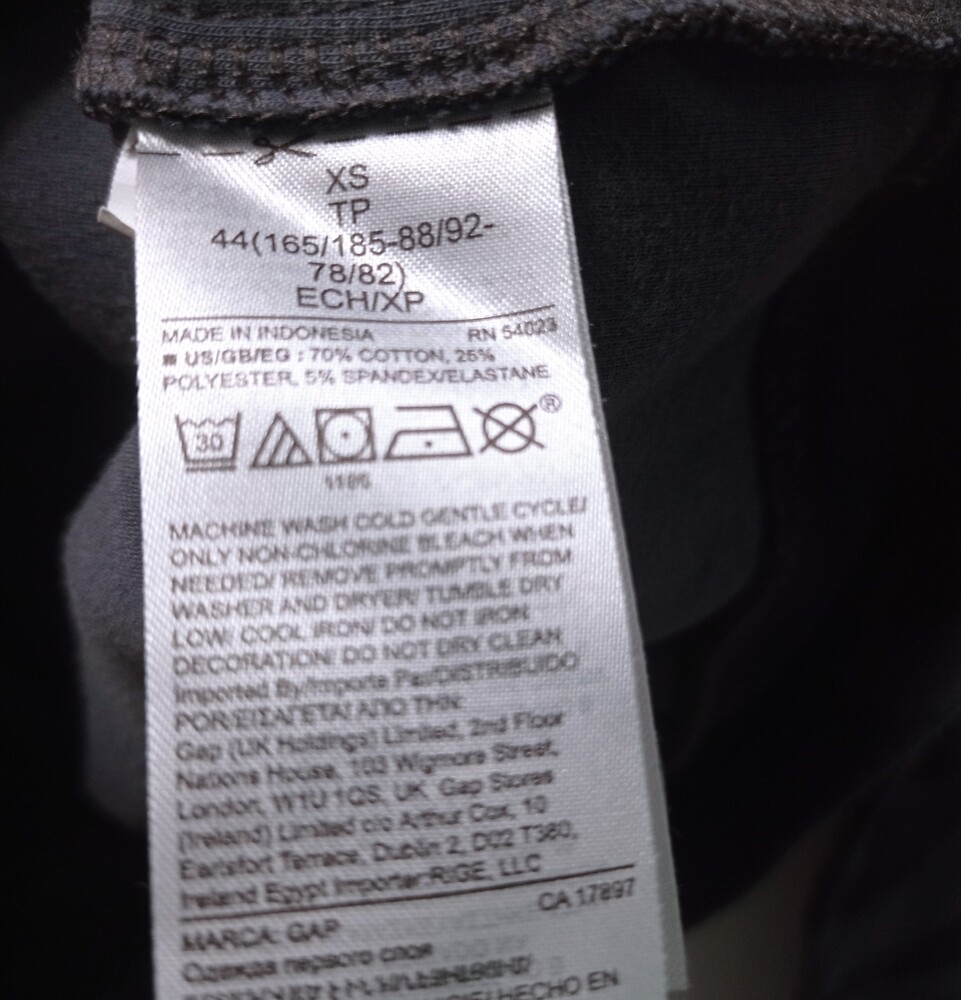 XS
TP
44(165/185-88/92-
78/82)
ECH/XP
MADE IN INDONESIA RN 54023
US/GB/EG : 70% COTTON, 25%
POLYESTER, 5% SPANDEX/ELASTANE
30 ®
1186
MACHINE WASH COLD GENTLE CYCLE/
ONLY NON-CHLORINE BLEACH WHEN
NEEDED/ REMOVE PROMPTLY FROM
WASHER AND DRYER/ TUMBLE DRY
LOW/ COOL IRON/ DO NOT IRON
DECORATION/ DO NOT DRY CLEAN
Imported By/Importe Par/DISTRIBUIDO
POR/ΕΙΣΑΓΕΤΑΙ ΑΠΟ ΤΗΝ:
Gap (UK Holdings) Limited, 2nd Floor
Nations House, 103 Wigmore Street,
London, W1U 1QS, UK Gap Stores
(Ireland) Limited c/o Arthur Cox, 10
Earlsfort Terrace, Dublin 2, D02 T380,
Ireland Egypt Importer:RIGE, LLC
CA 17897
MARCA: GAP
Одежда первого слоя
HECHO EN